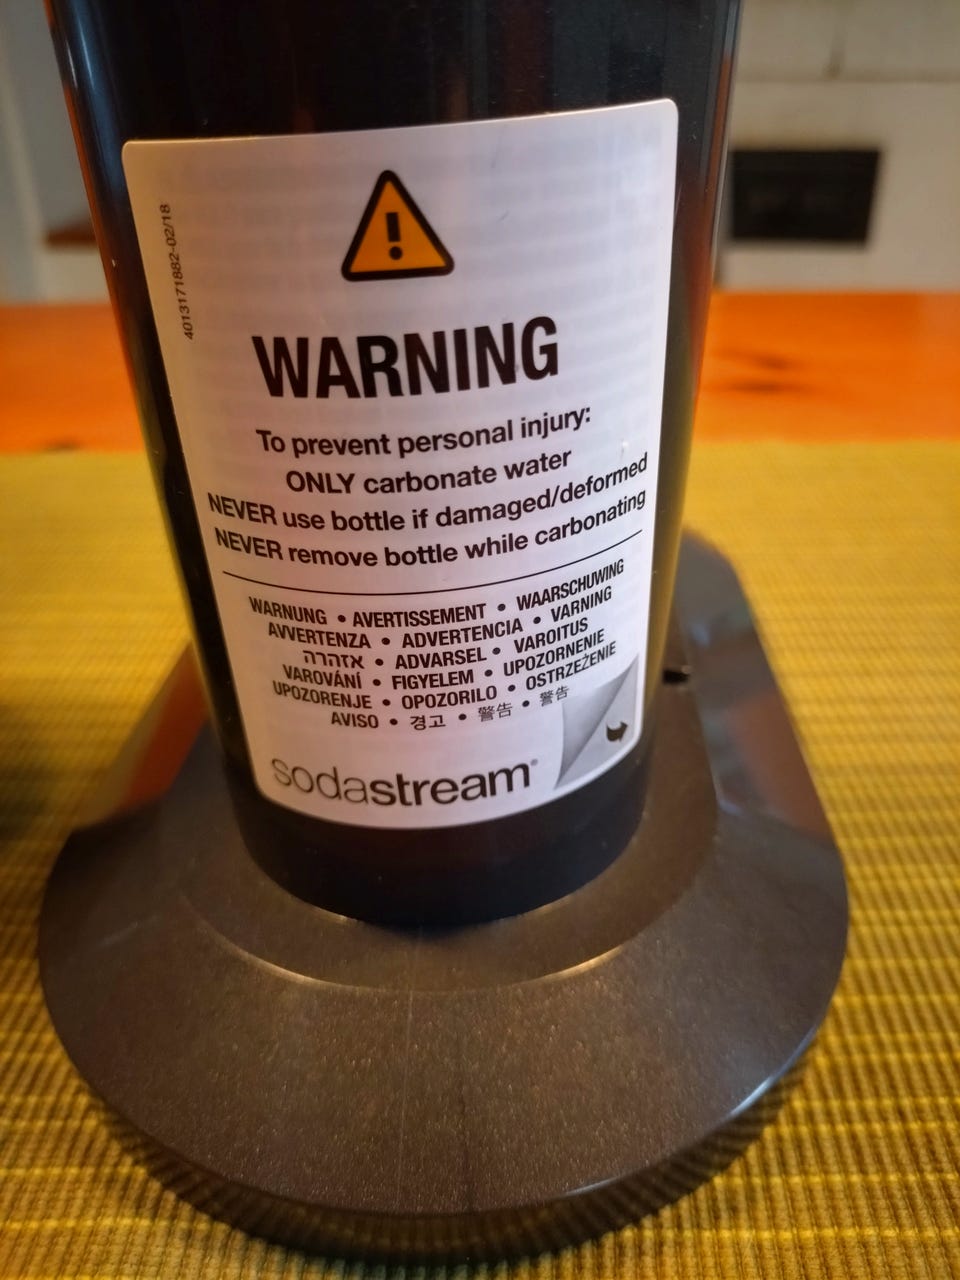 4013171882-02/18
WARNING
To prevent personal injury:
ONLY carbonate water
NEVER use bottle if damaged/deformed
NEVER remove bottle while carbonating
WARNUNG • AVERTISSEMENT • WAARSCHUWING
AVVERTENZA • ADVERTENCIA • VARNING
אזהרה • ADVARSEL • VAROITUS
VAROVÁNÍ • FIGYELEM • UPOZORNENIE
UPOZORENJE • OPOZORILO • OSTRZEŻENIE
AVISO • 경고 • 警告 • 警告
sodastream®